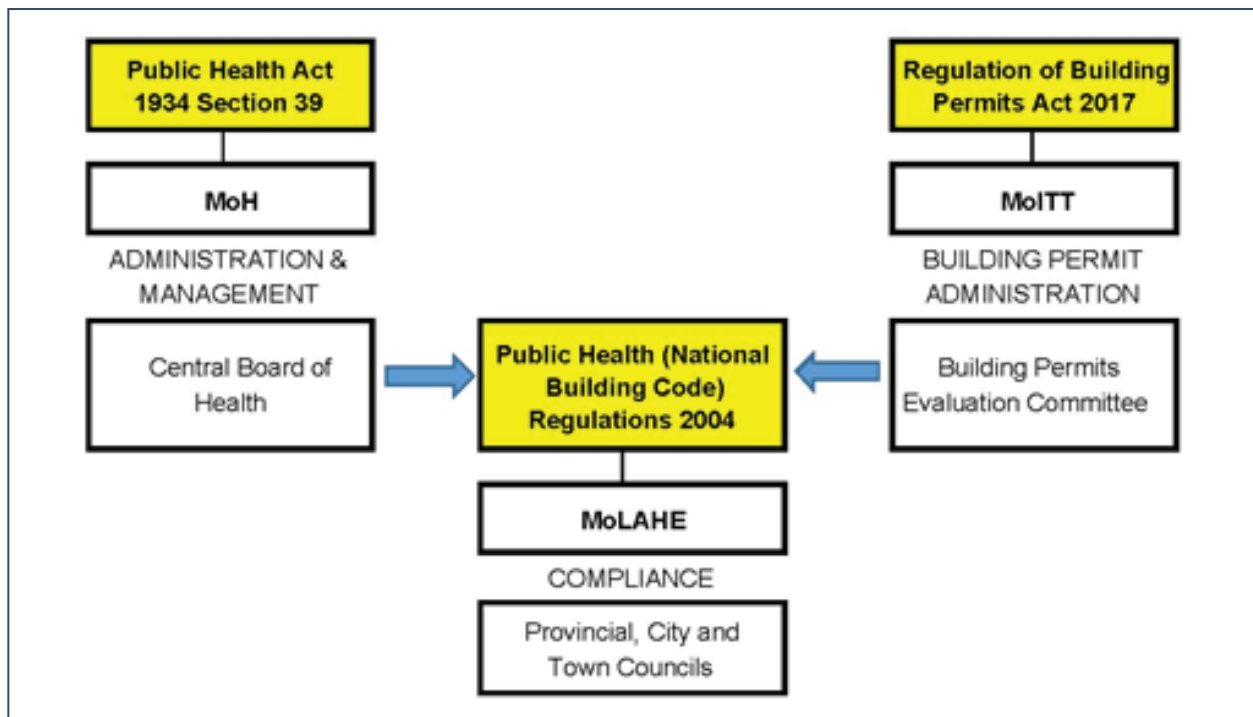 Public Health Act
1934 Section 39
MoH
ADMINISTRATION &
MANAGEMENT
Central Board of
Health
Regulation of Building
Permits Act 2017
MoITT
BUILDING PERMIT
ADMINISTRATION
Building Permits
Evaluation Committee
Public Health (National
Building Code)
Regulations 2004
MoLAHE
COMPLIANCE
Provincial, City and
Town Councils